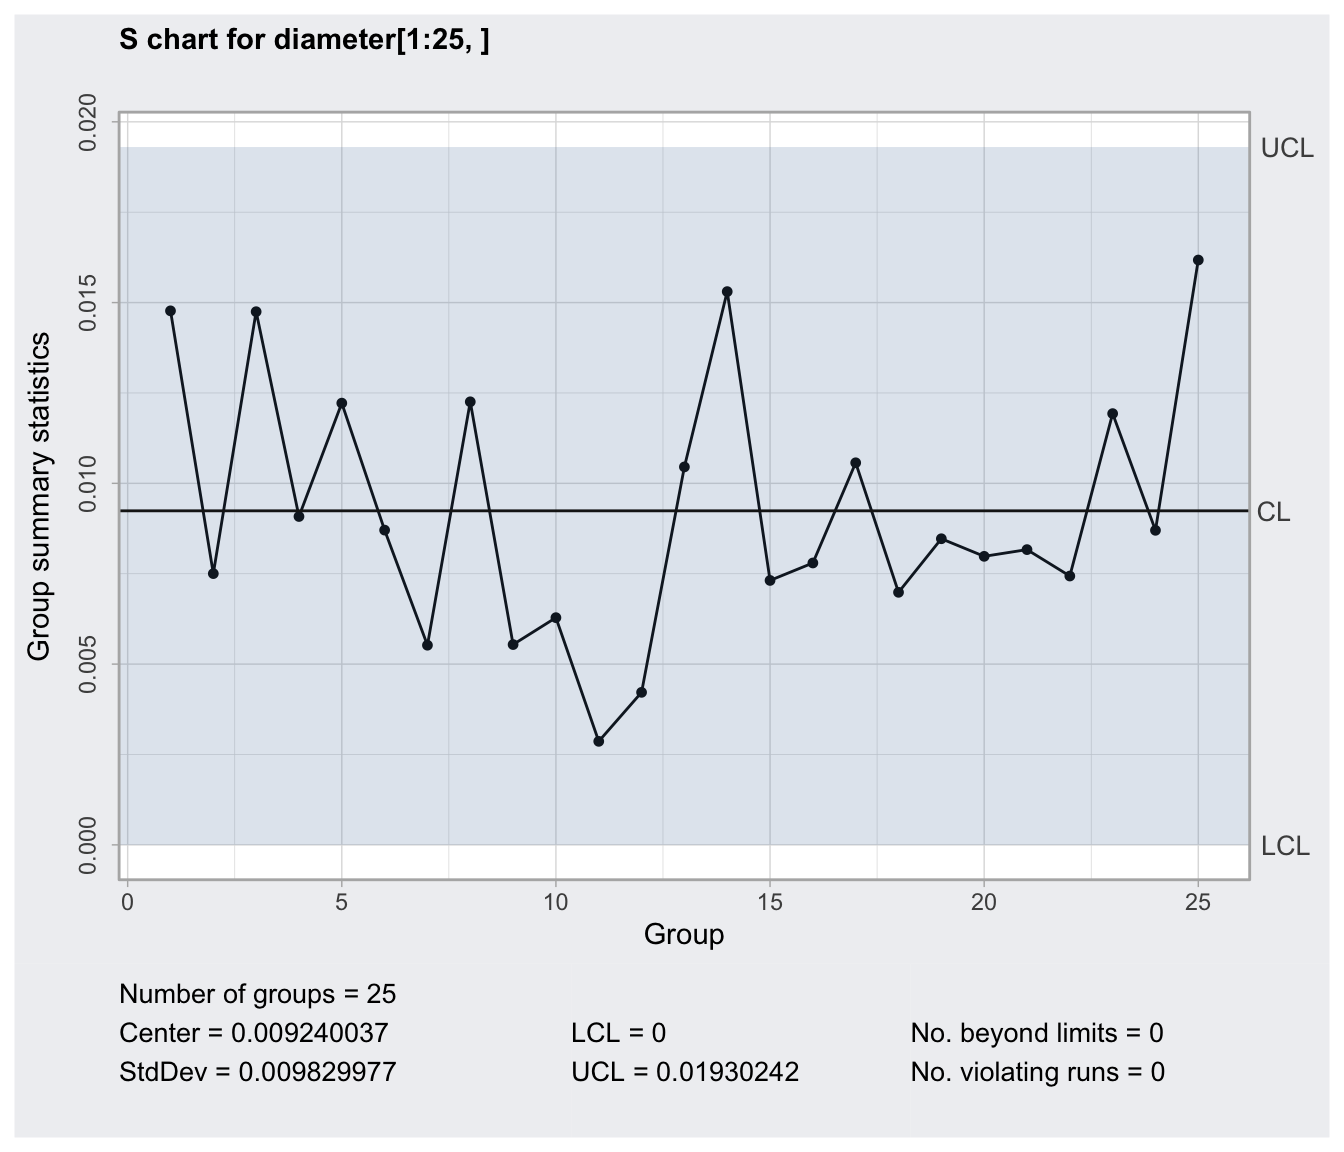 S chart for diameter[1:25, ]
0.020
UCL
0.015
0.010
CL
0.005
0.000
LCL
Group summary statistics
0 5 10 15 20 25
Group
Number of groups = 25
Center = 0.009240037 LCL = 0 No. beyond limits = 0
StdDev = 0.009829977 UCL = 0.01930242 No. violating runs = 0